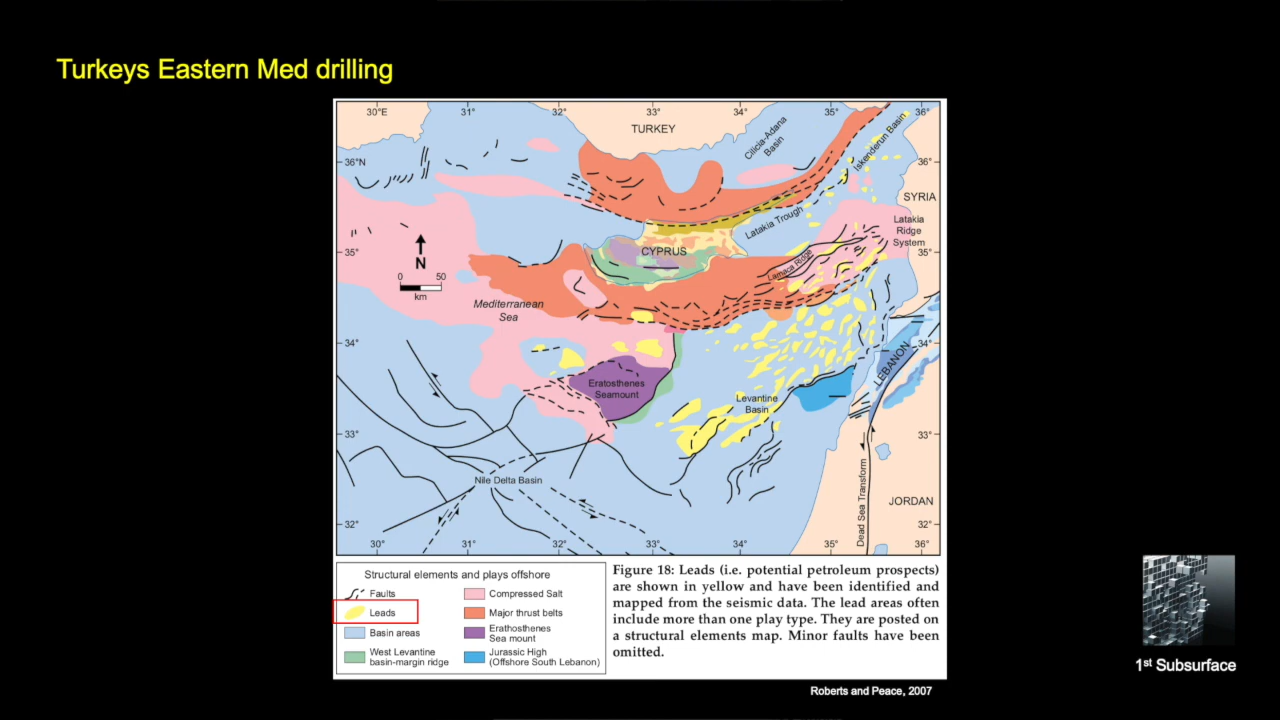 Turkeys Eastern Med drilling
30°E
31°
32°
33°
34°
35°
36°
TURKEY
Cilicia-Adana
Basin
Iskenderun Basin
36°N
36°
SYRIA
Latakia
Ridge
System
Latakia Trough
CYPRUS
35°
35°
N
0
50
km
Larnaca Ridge
Mediterranean
Sea
34°
34°
LEBANON
Eratosthenes
Seamount
Levantine
Basin
33°
33°
Nile Delta Basin
Dead Sea Transform
JORDAN
32°
32°
30°
31°
32°
33°
34°
35°
36°
Structural elements and plays offshore
Faults
Leads
Basin areas
West Levantine
basin-margin ridge
Compressed Salt
Major thrust belts
Erathosthenes
Sea mount
Jurassic High
(Offshore South Lebanon)
Figure 18: Leads (i.e. potential petroleum prospects)
are shown in yellow and have been identified and
mapped from the seismic data. The lead areas often
include more than one play type. They are posted on
a structural elements map. Minor faults have been
omitted.
Roberts and Peace, 2007
1st Subsurface